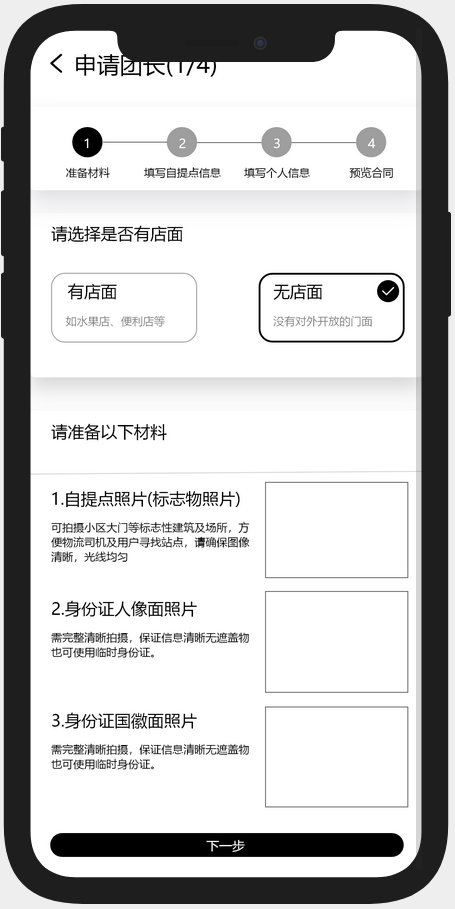 申请团长(1/4)
1
2
3
4
准备材料
填写自提点信息
填写个人信息
预览合同
请选择是否有店面
有店面
如水果店、便利店等
无店面
没有对外开放的门面
请准备以下材料
1.自提点照片(标志物照片)
可拍摄小区大门等标志性建筑及场所，方
便物流司机及用户寻找站点，请确保图像
清晰，光线均匀
2.身份证人像面照片
需完整清晰拍摄，保证信息清晰无遮盖物
也可使用临时身份证。
3.身份证国徽面照片
需完整清晰拍摄，保证信息清晰无遮盖物
也可使用临时身份证。
下一步